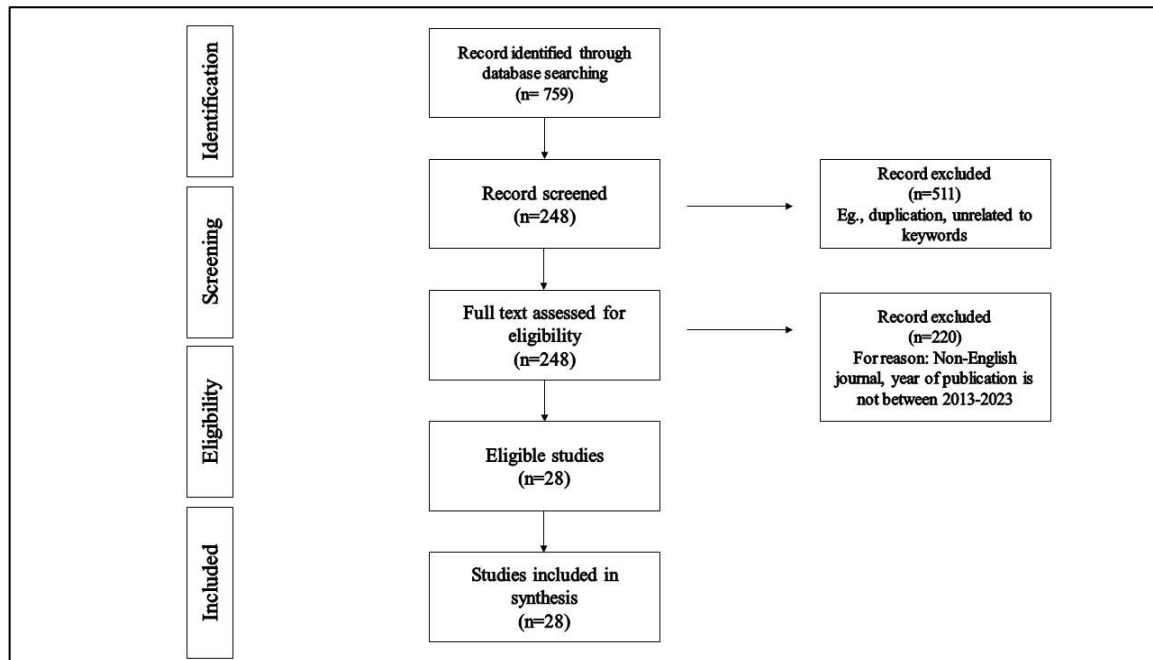 Identification
Record identified through
database searching
(n= 759)
Screening
Record screened
(n=248)
Record excluded
(n=511)
Eg., duplication, unrelated to
keywords
Full text assessed for
eligibility
(n=248)
Record excluded
(n=220)
For reason: Non-English
journal, year of publication is
not between 2013-2023
Eligibility
Eligible studies
(n=28)
Included
Studies included in
synthesis
(n=28)